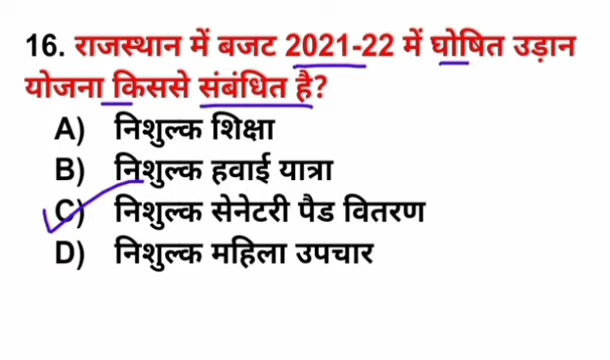 16. राजस्थान में बजट 2021-22 में घोषित उड़ान
योजना किससे संबंधित है?
A) निशुल्क शिक्षा
B) निशुल्क हवाई यात्रा
C) निशुल्क सेनेटरी पैड वितरण
D) निशुल्क महिला उपचार